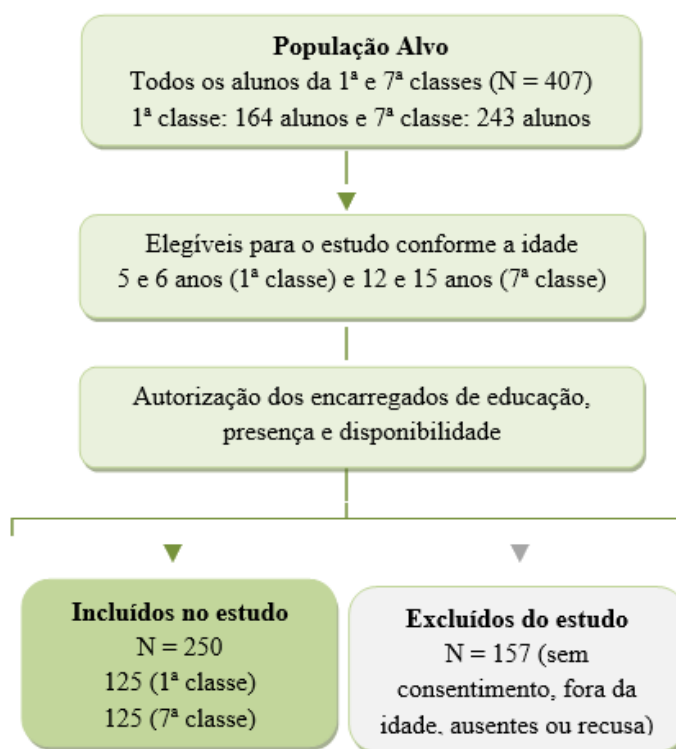 População Alvo
Todos os alunos da 1ª e 7ª classes (N = 407)
1ª classe: 164 alunos e 7ª classe: 243 alunos
Elegíveis para o estudo conforme a idade
5 e 6 anos (1ª classe) e 12 e 15 anos (7ª classe)
Autorização dos encarregados de educação,
presença e disponibilidade
Incluídos no estudo
N = 250
125 (1ª classe)
125 (7ª classe)
Excluídos do estudo
N = 157 (sem
consentimento, fora da
idade, ausentes ou recusa)